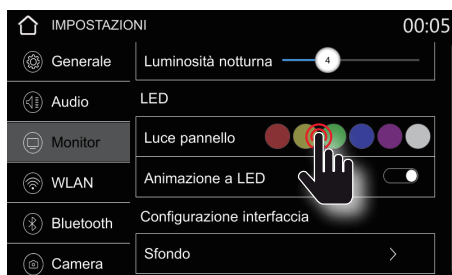 IMPOSTAZIONI 00:05
Generale
Luminosità notturna 4
Audio
LED
Monitor
Luce pannello
WLAN
Animazione a LED
Bluetooth
Configurazione interfaccia
Camera
Sfondo